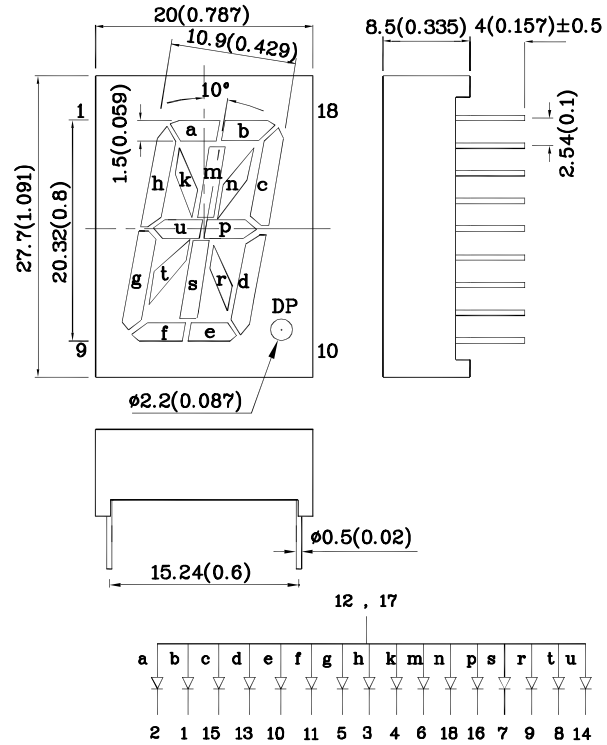 20(0.787)
8.5(0.335) 4(0.157)±0.5
10.9(0.429)
10°
1 18
a b
1.5(0.059)
2.54(0.1)
h k m n c
27.7(1.091)
20.32(0.8)
u p
g t s r d
DP
f e
9 10
ø2.2(0.087)
ø0.5(0.02)
15.24(0.6)
12 , 17
a b c d e f g h k m n p s r t u
2 1 15 13 10 11 5 3 4 6 18 16 7 9 8 14